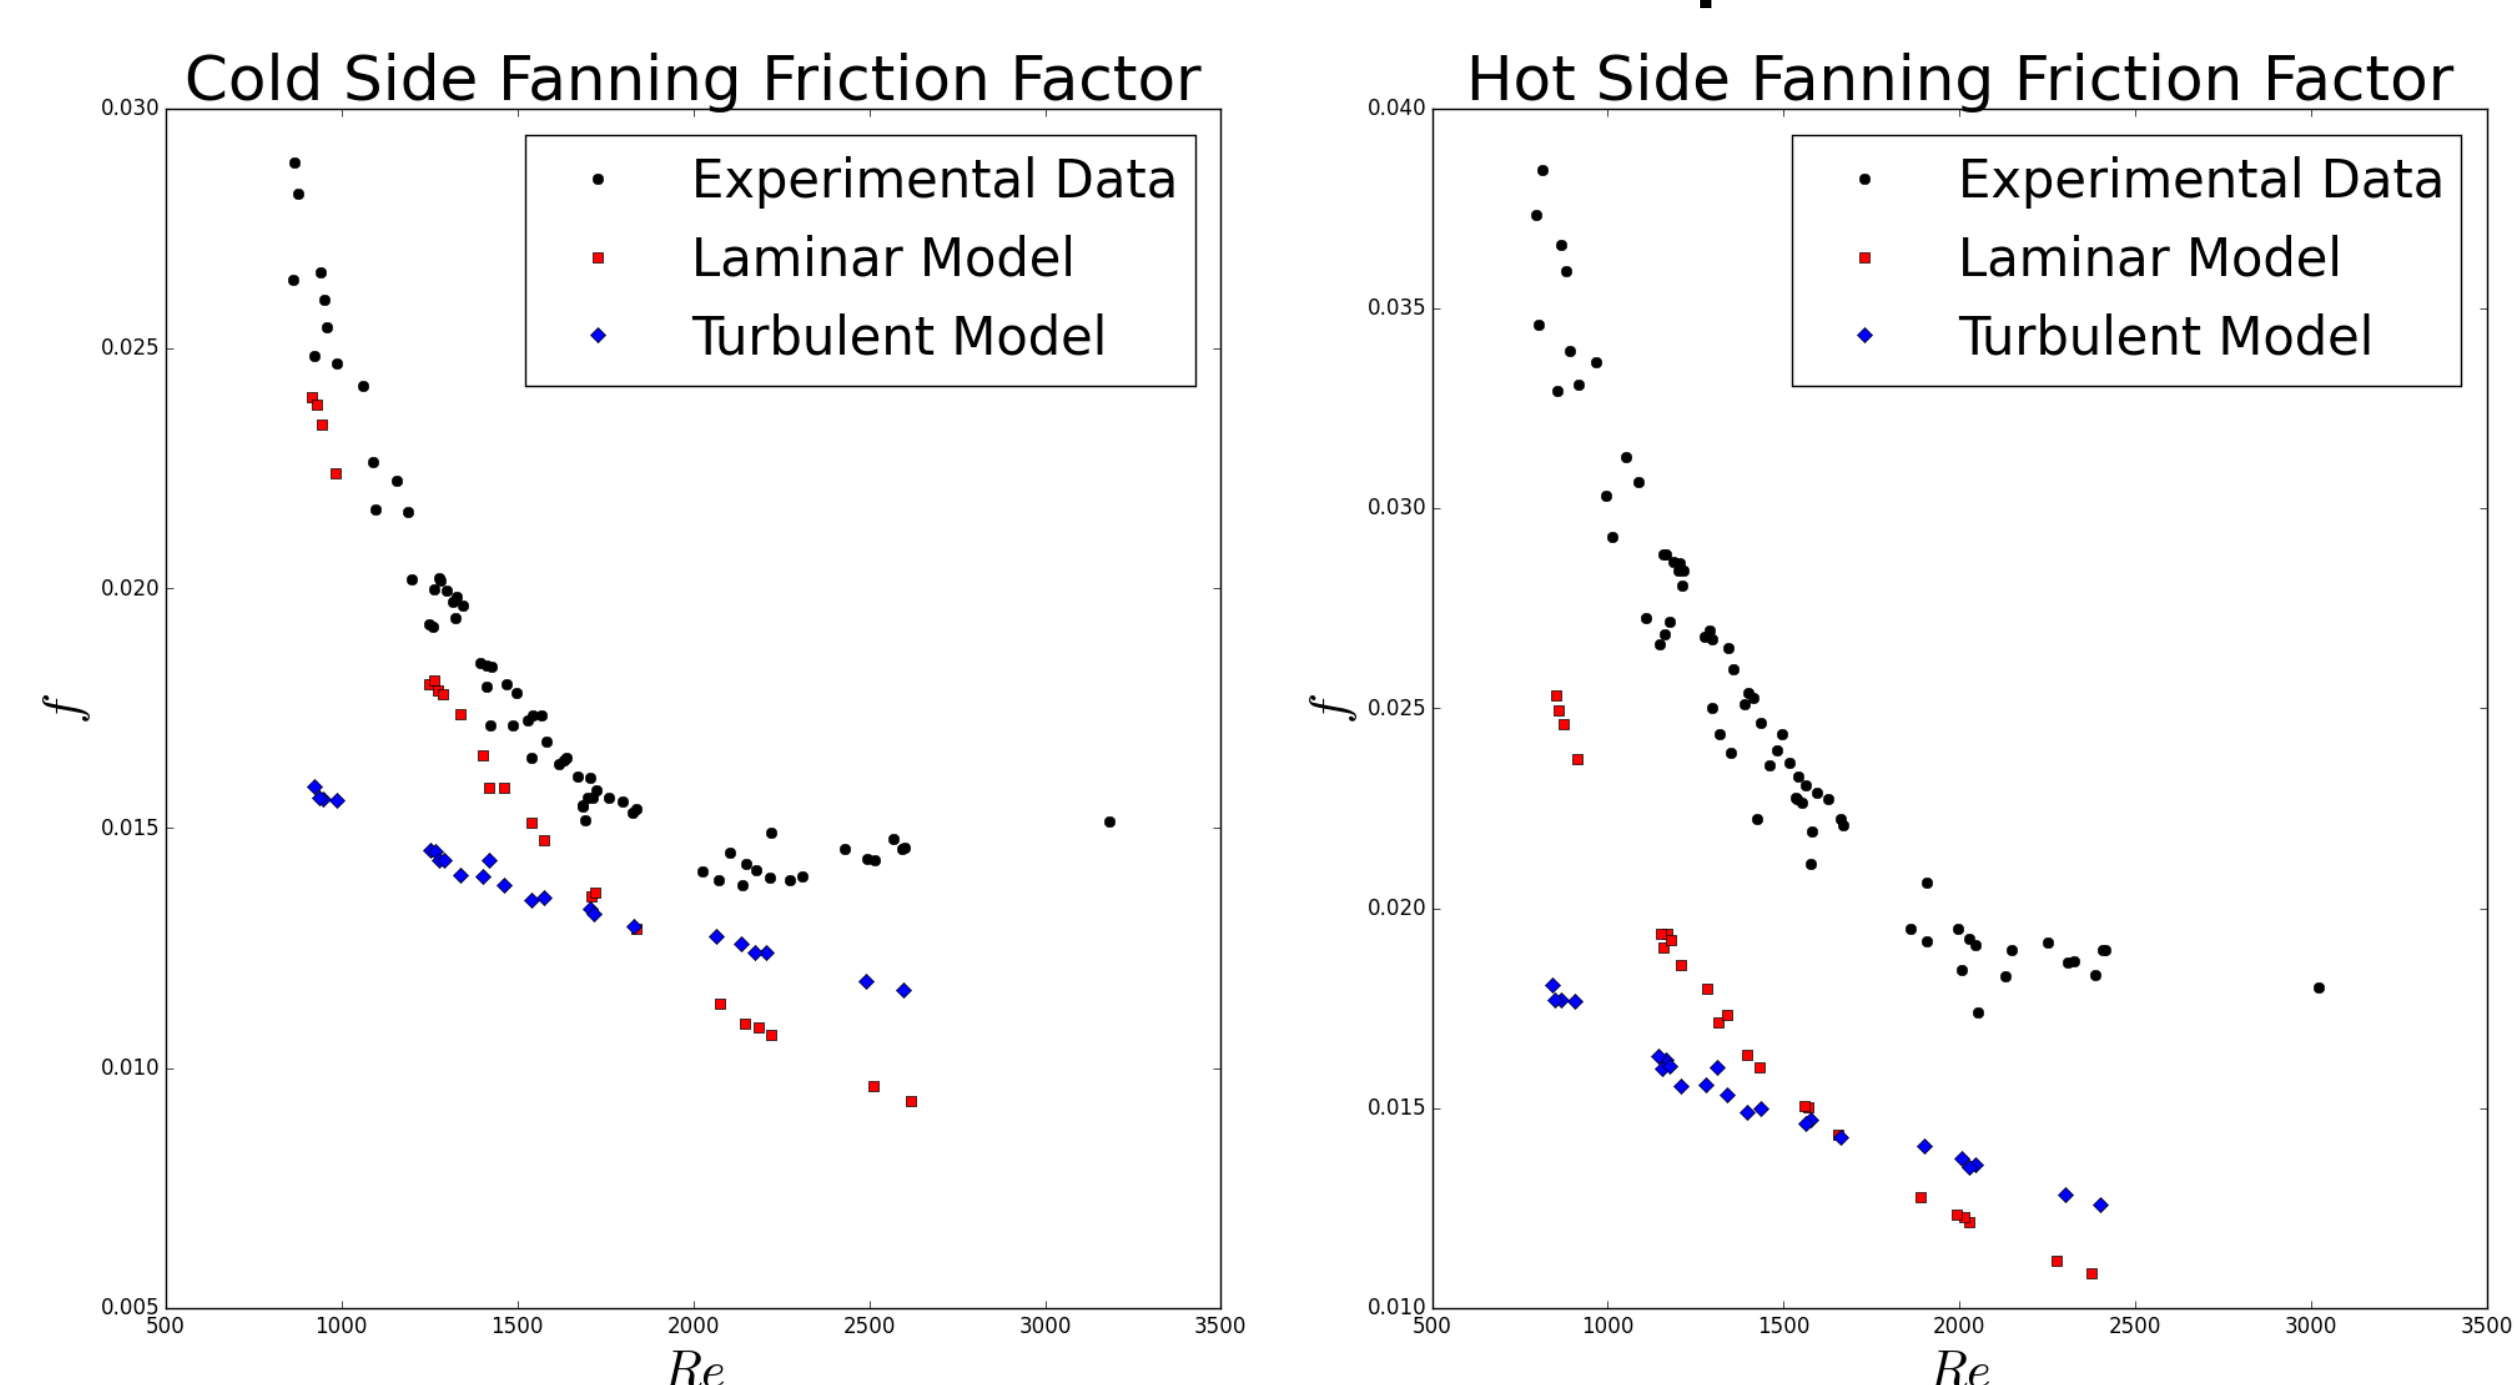 Cold Side Fanning Friction Factor
Experimental Data
Laminar Model
Turbulent Model
0.030
0.025
0.020
0.015
0.010
0.005
f
500 1000 1500 2000 2500 3000 3500
Re
Hot Side Fanning Friction Factor
Experimental Data
Laminar Model
Turbulent Model
0.040
0.035
0.030
0.025
0.020
0.015
0.010
f
500 1000 1500 2000 2500 3000 3500
Re